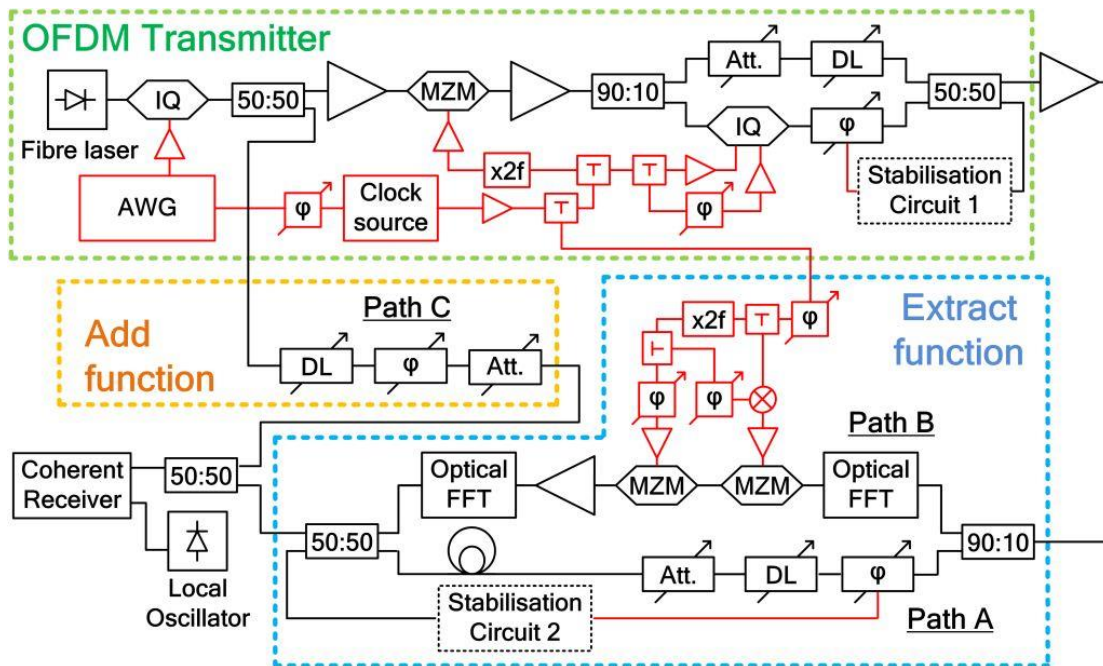 OFDM Transmitter
Fibre laser
IQ
50:50
MZM
90:10
Att.
DL
IQ
φ
50:50
Stabilisation
Circuit 1
AWG
φ
Clock
source
x2f
T
T
T
φ
Add
function
Path C
DL
φ
Att.
Extract
function
x2f
T
φ
T
φ
φ
Path B
Coherent
Receiver
50:50
Local
Oscillator
50:50
Optical
FFT
MZM
MZM
Optical
FFT
90:10
Att.
DL
φ
Stabilisation
Circuit 2
Path A